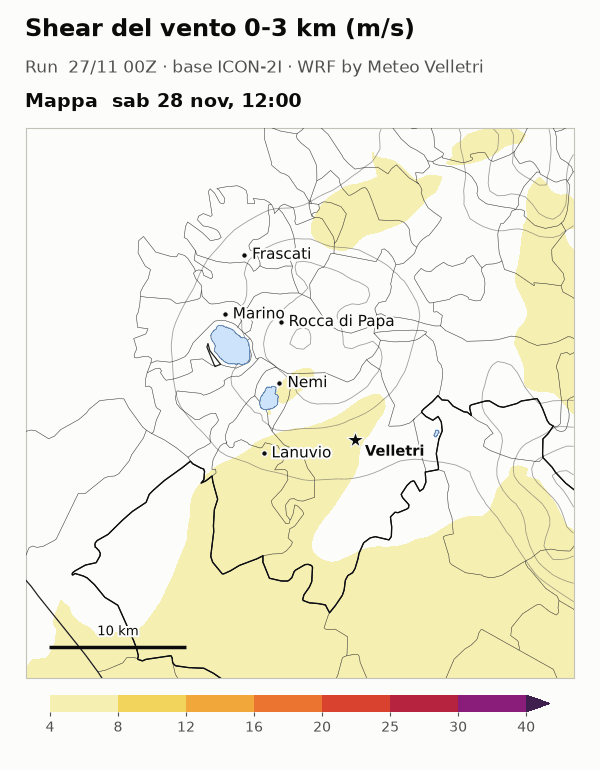 Shear del vento 0-3 km (m/s)
Run  27/11 00Z · base ICON-2I · WRF by Meteo Velletri
Mappa  sab 28 nov, 12:00
Frascati
Marino
Rocca di Papa
Nemi
Velletri
Lanuvio
10 km
4 8 12 16 20 25 30 40